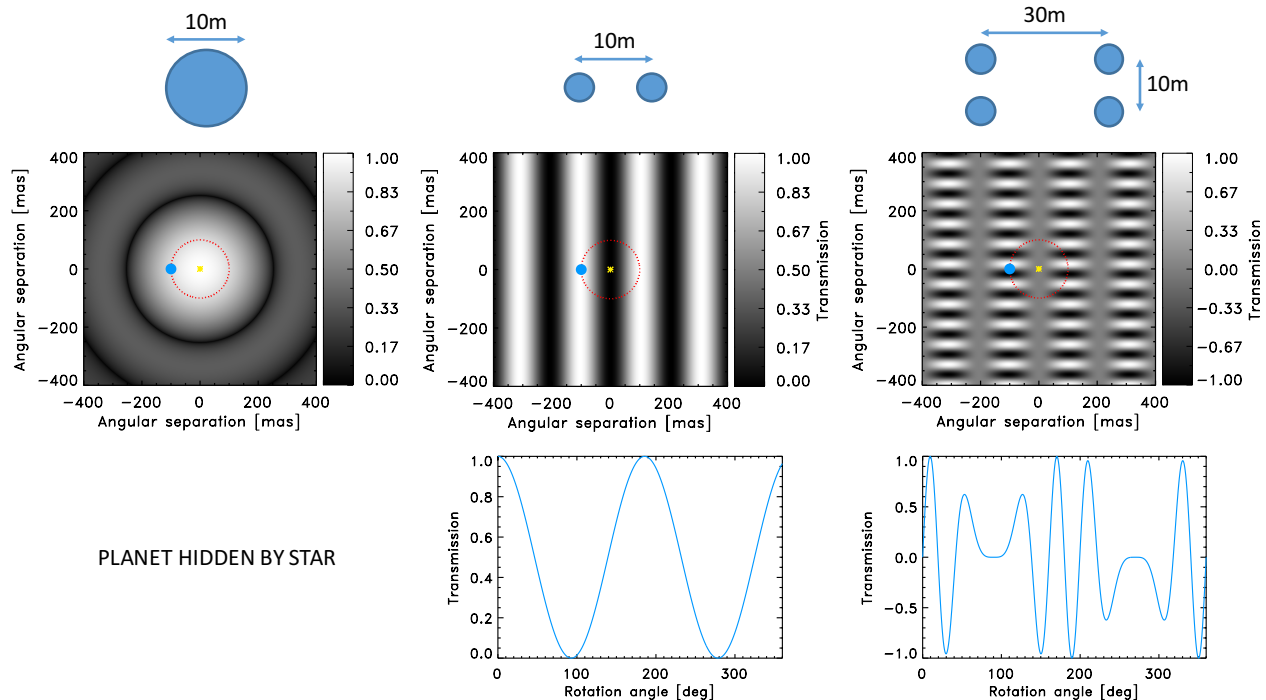 10m
10m
30m
10m
Angular separation [mas]
400
200
0
−200
−400
−400 −200 0 200 400
Angular separation [mas]
1.00
0.83
0.67
0.50
0.33
0.17
0.00
Transmission
Angular separation [mas]
400
200
0
−200
−400
−400 −200 0 200 400
Angular separation [mas]
1.00
0.83
0.67
0.50
0.33
0.17
0.00
Transmission
Angular separation [mas]
400
200
0
−200
−400
−400 −200 0 200 400
Angular separation [mas]
1.00
0.67
0.33
0.00
−0.33
−0.67
−1.00
Transmission
PLANET HIDDEN BY STAR
Transmission
1.0
0.8
0.6
0.4
0.2
0.0
0 100 200 300
Rotation angle [deg]
Transmission
1.0
0.5
0.0
−0.5
−1.0
0 100 200 300
Rotation angle [deg]